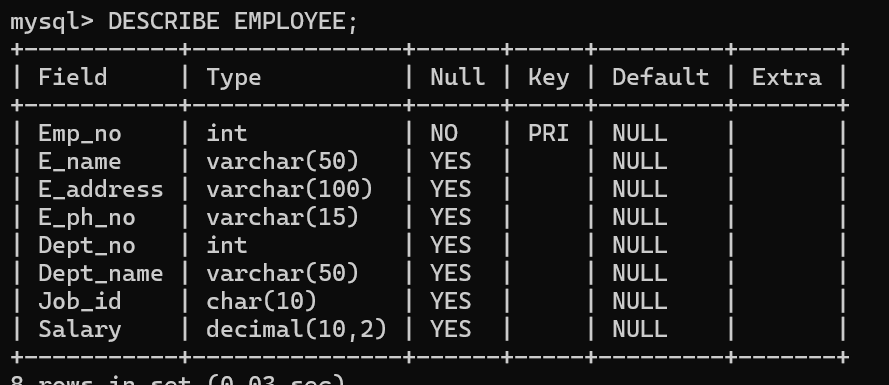 mysql> DESCRIBE EMPLOYEE;
+------------+---------------+------+-----+---------+-------+
| Field      | Type          | Null | Key | Default | Extra |
+------------+---------------+------+-----+---------+-------+
| Emp_no     | int           | NO   | PRI | NULL    |       |
| E_name     | varchar(50)   | YES  |     | NULL    |       |
| E_address  | varchar(100)  | YES  |     | NULL    |       |
| E_ph_no    | varchar(15)   | YES  |     | NULL    |       |
| Dept_no    | int           | YES  |     | NULL    |       |
| Dept_name  | varchar(50)   | YES  |     | NULL    |       |
| Job_id     | char(10)      | YES  |     | NULL    |       |
| Salary     | decimal(10,2) | YES  |     | NULL    |       |
+------------+---------------+------+-----+---------+-------+
8 rows in set (0.03 sec)